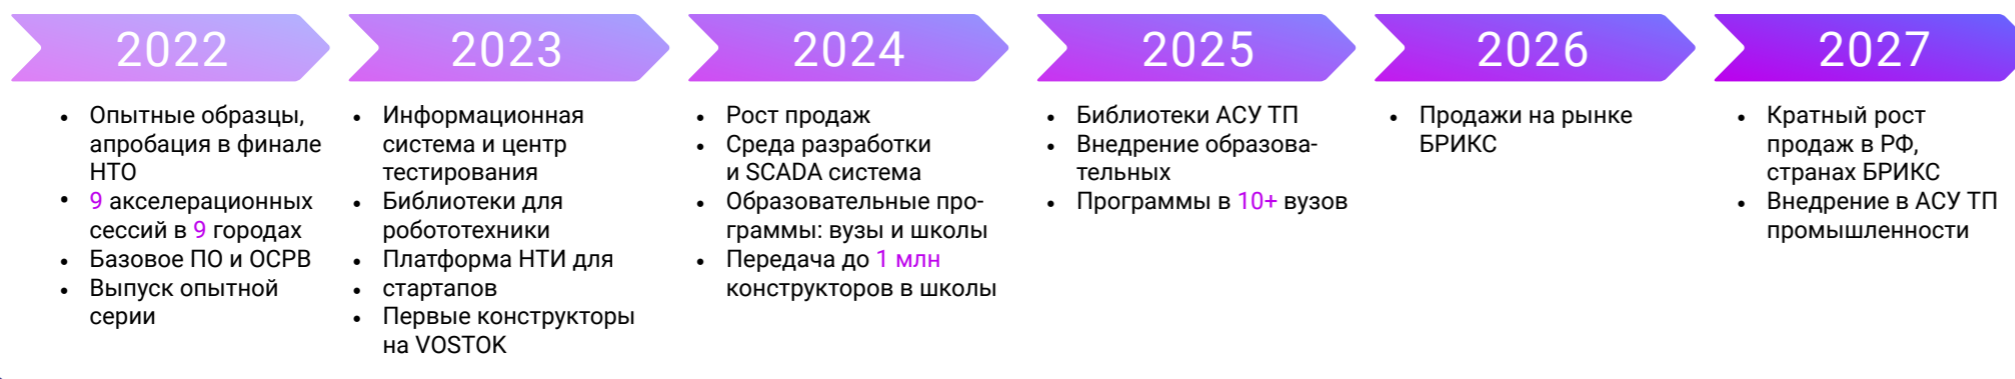 2022
• Опытные образцы,
апробация в финале
НТО
• 9 акселерационных
сессий в 9 городах
• Базовое ПО и ОСРВ
• Выпуск опытной
серии
2023
• Информационная
система и центр
тестирования
• Библиотеки для
робототехники
• Платформа НТИ для
• стартапов
• Первые конструкторы
на VOSTOK
2024
• Рост продаж
• Среда разработки
и SCADA система
• Образовательные про-
граммы: вузы и школы
• Передача до 1 млн
конструкторов в школы
2025
• Библиотеки АСУ ТП
• Внедрение образова-
тельных
• Программы в 10+ вузов
2026
• Продажи на рынке
БРИКС
2027
• Кратный рост
продаж в РФ,
странах БРИКС
• Внедрение в АСУ ТП
промышленности